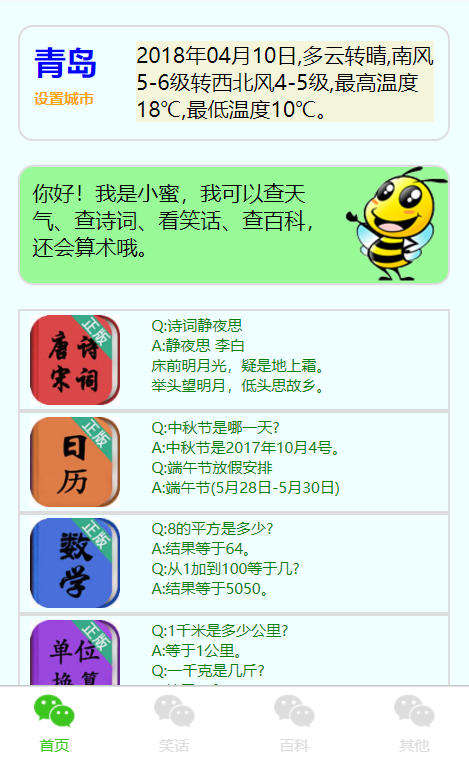 青岛
设置城市
2018年04月10日,多云转晴,南风
5-6级转西北风4-5级,最高温度
18℃,最低温度10℃。
你好！我是小蜜，我可以查天
气、查诗词、看笑话、查百科，
还会算术哦。
正版
唐诗
宋词
Q:诗词静夜思
A:静夜思 李白
床前明月光，疑是地上霜。
举头望明月，低头思故乡。
正版
日
历
Q:中秋节是哪一天?
A:中秋节是2017年10月4号。
Q:端午节放假安排
A:端午节(5月28日-5月30日)
正版
数
学
Q:8的平方是多少?
A:结果等于64。
Q:从1加到100等于几?
A:结果等于5050。
正版
单位
换算
Q:1千米是多少公里?
A:等于1公里。
Q:一千克是几斤?
首页
笑话
百科
其他